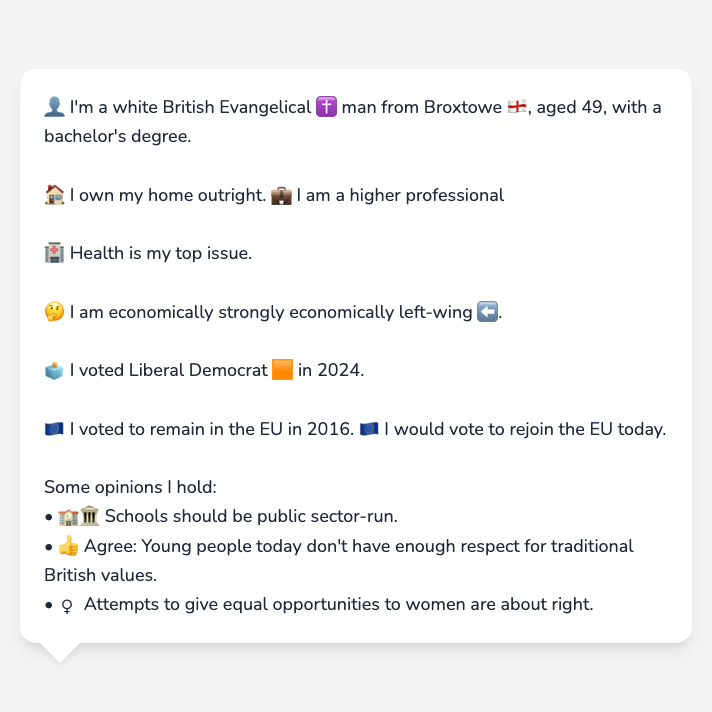 👤 I'm a white British Evangelical ✝️ man from Broxtowe 🏴󠁧󠁢󠁥󠁮󠁧󠁿, aged 49, with a
bachelor's degree.
🏠 I own my home outright. 💼 I am a higher professional
🏥 Health is my top issue.
🤔 I am economically strongly economically left-wing ⬅️.
🗳️ I voted Liberal Democrat 🟧 in 2024.
🇪🇺 I voted to remain in the EU in 2016. 🇪🇺 I would vote to rejoin the EU today.
Some opinions I hold:
• 🏫🏛️ Schools should be public sector-run.
• 👍 Agree: Young people today don't have enough respect for traditional
British values.
• ♀ Attempts to give equal opportunities to women are about right.